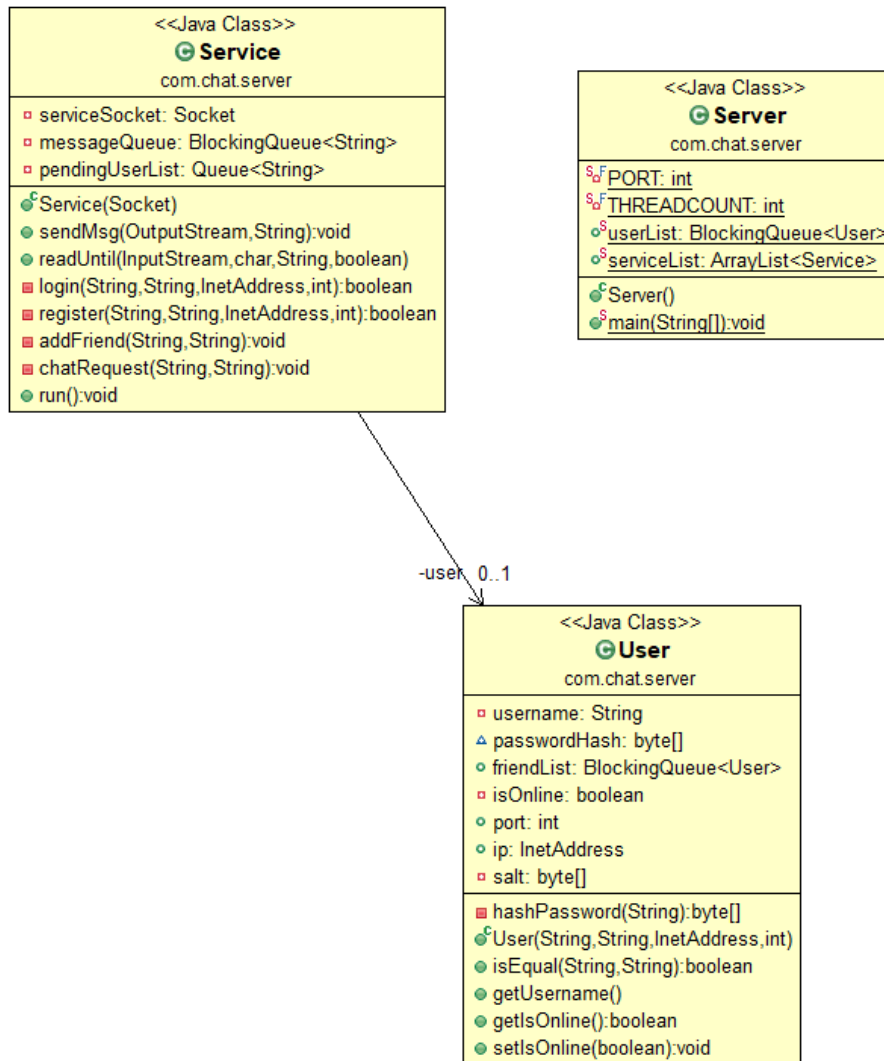 <<Java Class>>
Service
com.chat.server
serviceSocket: Socket
messageQueue: BlockingQueue<String>
pendingUserList: Queue<String>
Service(Socket)
sendMsg(OutputStream,String):void
readUntil(InputStream,char,String,boolean)
login(String,String,InetAddress,int):boolean
register(String,String,InetAddress,int):boolean
addFriend(String,String):void
chatRequest(String,String):void
run():void
<<Java Class>>
Server
com.chat.server
PORT: int
THREADCOUNT: int
userList: BlockingQueue<User>
serviceList: ArrayList<Service>
Server()
main(String[]):void
-user 0..1
<<Java Class>>
User
com.chat.server
username: String
passwordHash: byte[]
friendList: BlockingQueue<User>
isOnline: boolean
port: int
ip: InetAddress
salt: byte[]
hashPassword(String):byte[]
User(String,String,InetAddress,int)
isEqual(String,String):boolean
getUsername()
getIsOnline():boolean
setIsOnline(boolean):void